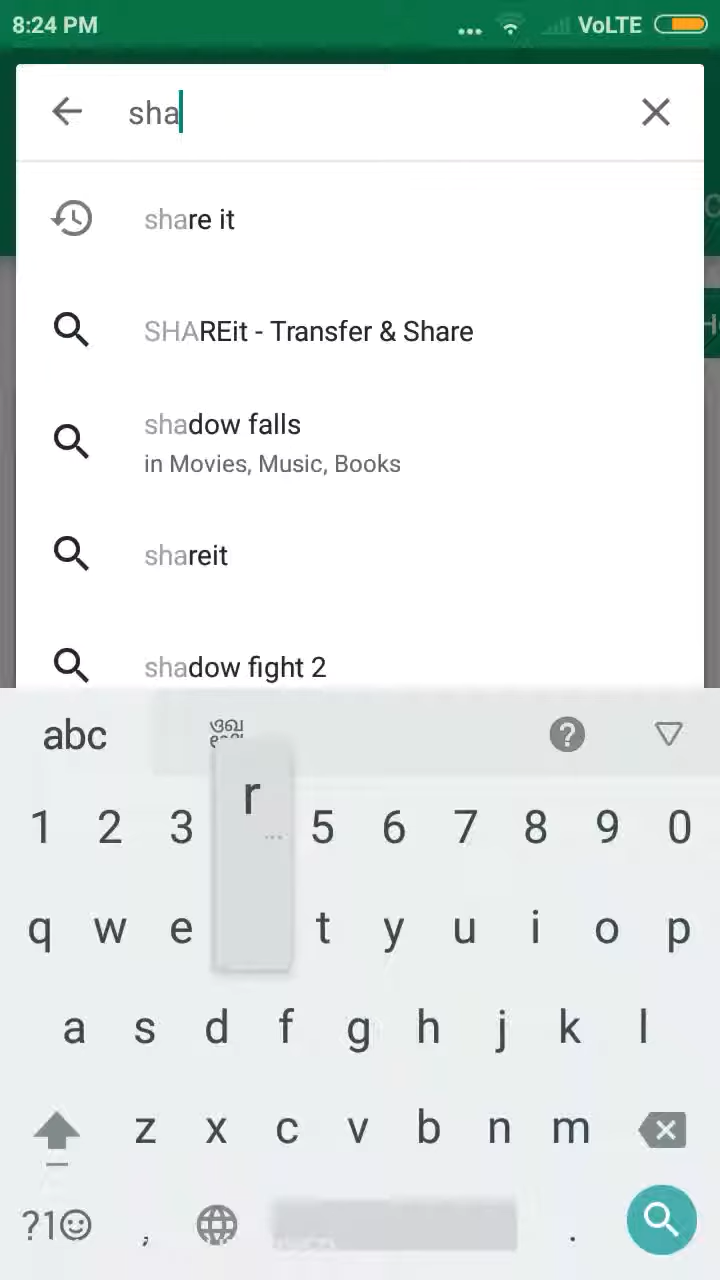 8:24 PM
VoLTE
sha
share it
SHAREit - Transfer & Share
shadow falls
in Movies, Music, Books
shareit
shadow fight 2
abc
r
1 2 3 5 6 7 8 9 0
q w e t y u i o p
a s d f g h j k l
z x c v b n m
?1
, .